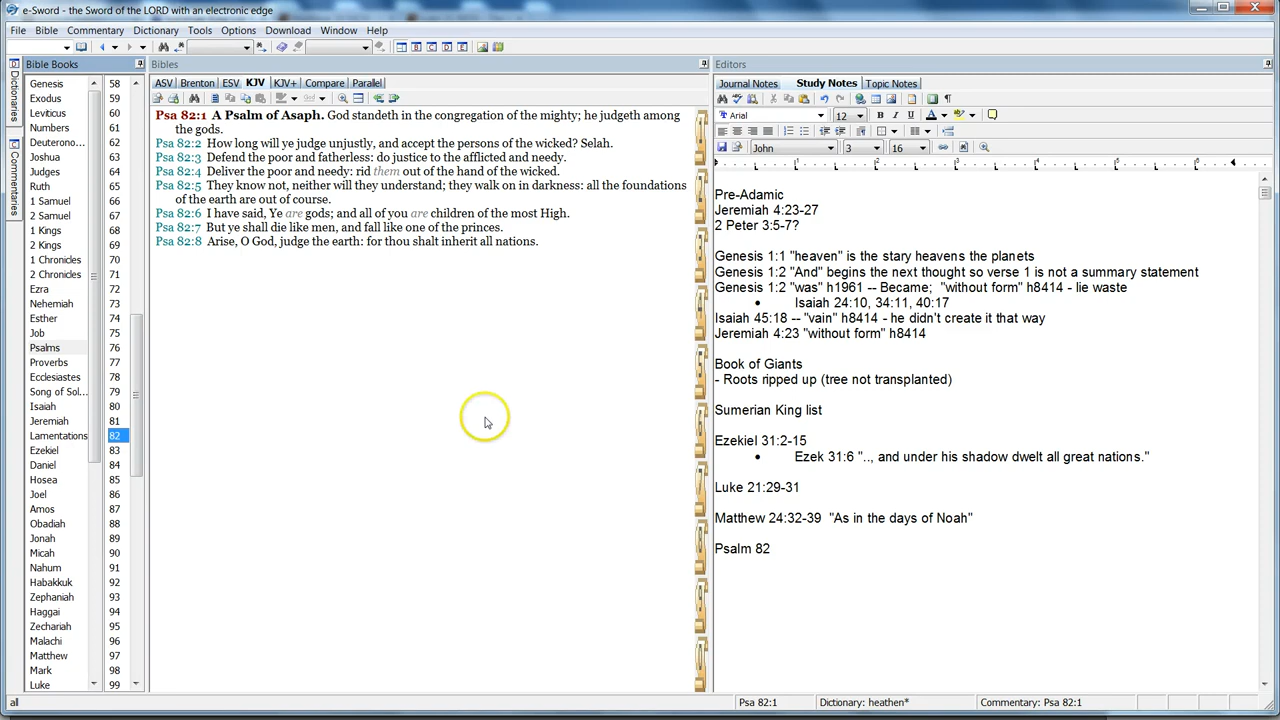 e-Sword - the Sword of the LORD with an electronic edge
File Bible Commentary Dictionary Tools Options Download Window Help
B C D E
Bible Books
Bibles
Editors
Dictionaries
Commentaries
Genesis
Exodus
Leviticus
Numbers
Deuterono...
Joshua
Judges
Ruth
1 Samuel
2 Samuel
1 Kings
2 Kings
1 Chronicles
2 Chronicles
Ezra
Nehemiah
Esther
Job
Psalms
Proverbs
Ecclesiastes
Song of Sol...
Isaiah
Jeremiah
Lamentations
Ezekiel
Daniel
Hosea
Joel
Amos
Obadiah
Jonah
Micah
Nahum
Habakkuk
Zephaniah
Haggai
Zechariah
Malachi
Matthew
Mark
Luke
58
59
60
61
62
63
64
65
66
67
68
69
70
71
72
73
74
75
76
77
78
79
80
81
82
83
84
85
86
87
88
89
90
91
92
93
94
95
96
97
98
99
ASV Brenton ESV KJV KJV+ Compare Parallel
Psa 82:1 A Psalm of Asaph. God standeth in the congregation of the mighty; he judgeth among
the gods.
Psa 82:2 How long will ye judge unjustly, and accept the persons of the wicked? Selah.
Psa 82:3 Defend the poor and fatherless: do justice to the afflicted and needy.
Psa 82:4 Deliver the poor and needy: rid them out of the hand of the wicked.
Psa 82:5 They know not, neither will they understand; they walk on in darkness: all the foundations
of the earth are out of course.
Psa 82:6 I have said, Ye are gods; and all of you are children of the most High.
Psa 82:7 But ye shall die like men, and fall like one of the princes.
Psa 82:8 Arise, O God, judge the earth: for thou shalt inherit all nations.
Journal Notes Study Notes Topic Notes
Arial 12 B I U
John 3 16
1 2 3 4 5 6
Pre-Adamic
Jeremiah 4:23-27
2 Peter 3:5-7?
Genesis 1:1 "heaven" is the stary heavens the planets
Genesis 1:2 "And" begins the next thought so verse 1 is not a summary statement
Genesis 1:2 "was" h1961 -- Became; "without form" h8414 - lie waste
• Isaiah 24:10, 34:11, 40:17
Isaiah 45:18 -- "vain" h8414 - he didn't create it that way
Jeremiah 4:23 "without form" h8414
Book of Giants
- Roots ripped up (tree not transplanted)
Sumerian King list
Ezekiel 31:2-15
• Ezek 31:6 ".., and under his shadow dwelt all great nations."
Luke 21:29-31
Matthew 24:32-39 "As in the days of Noah"
Psalm 82
all
Psa 82:1 Dictionary: heathen* Commentary: Psa 82:1